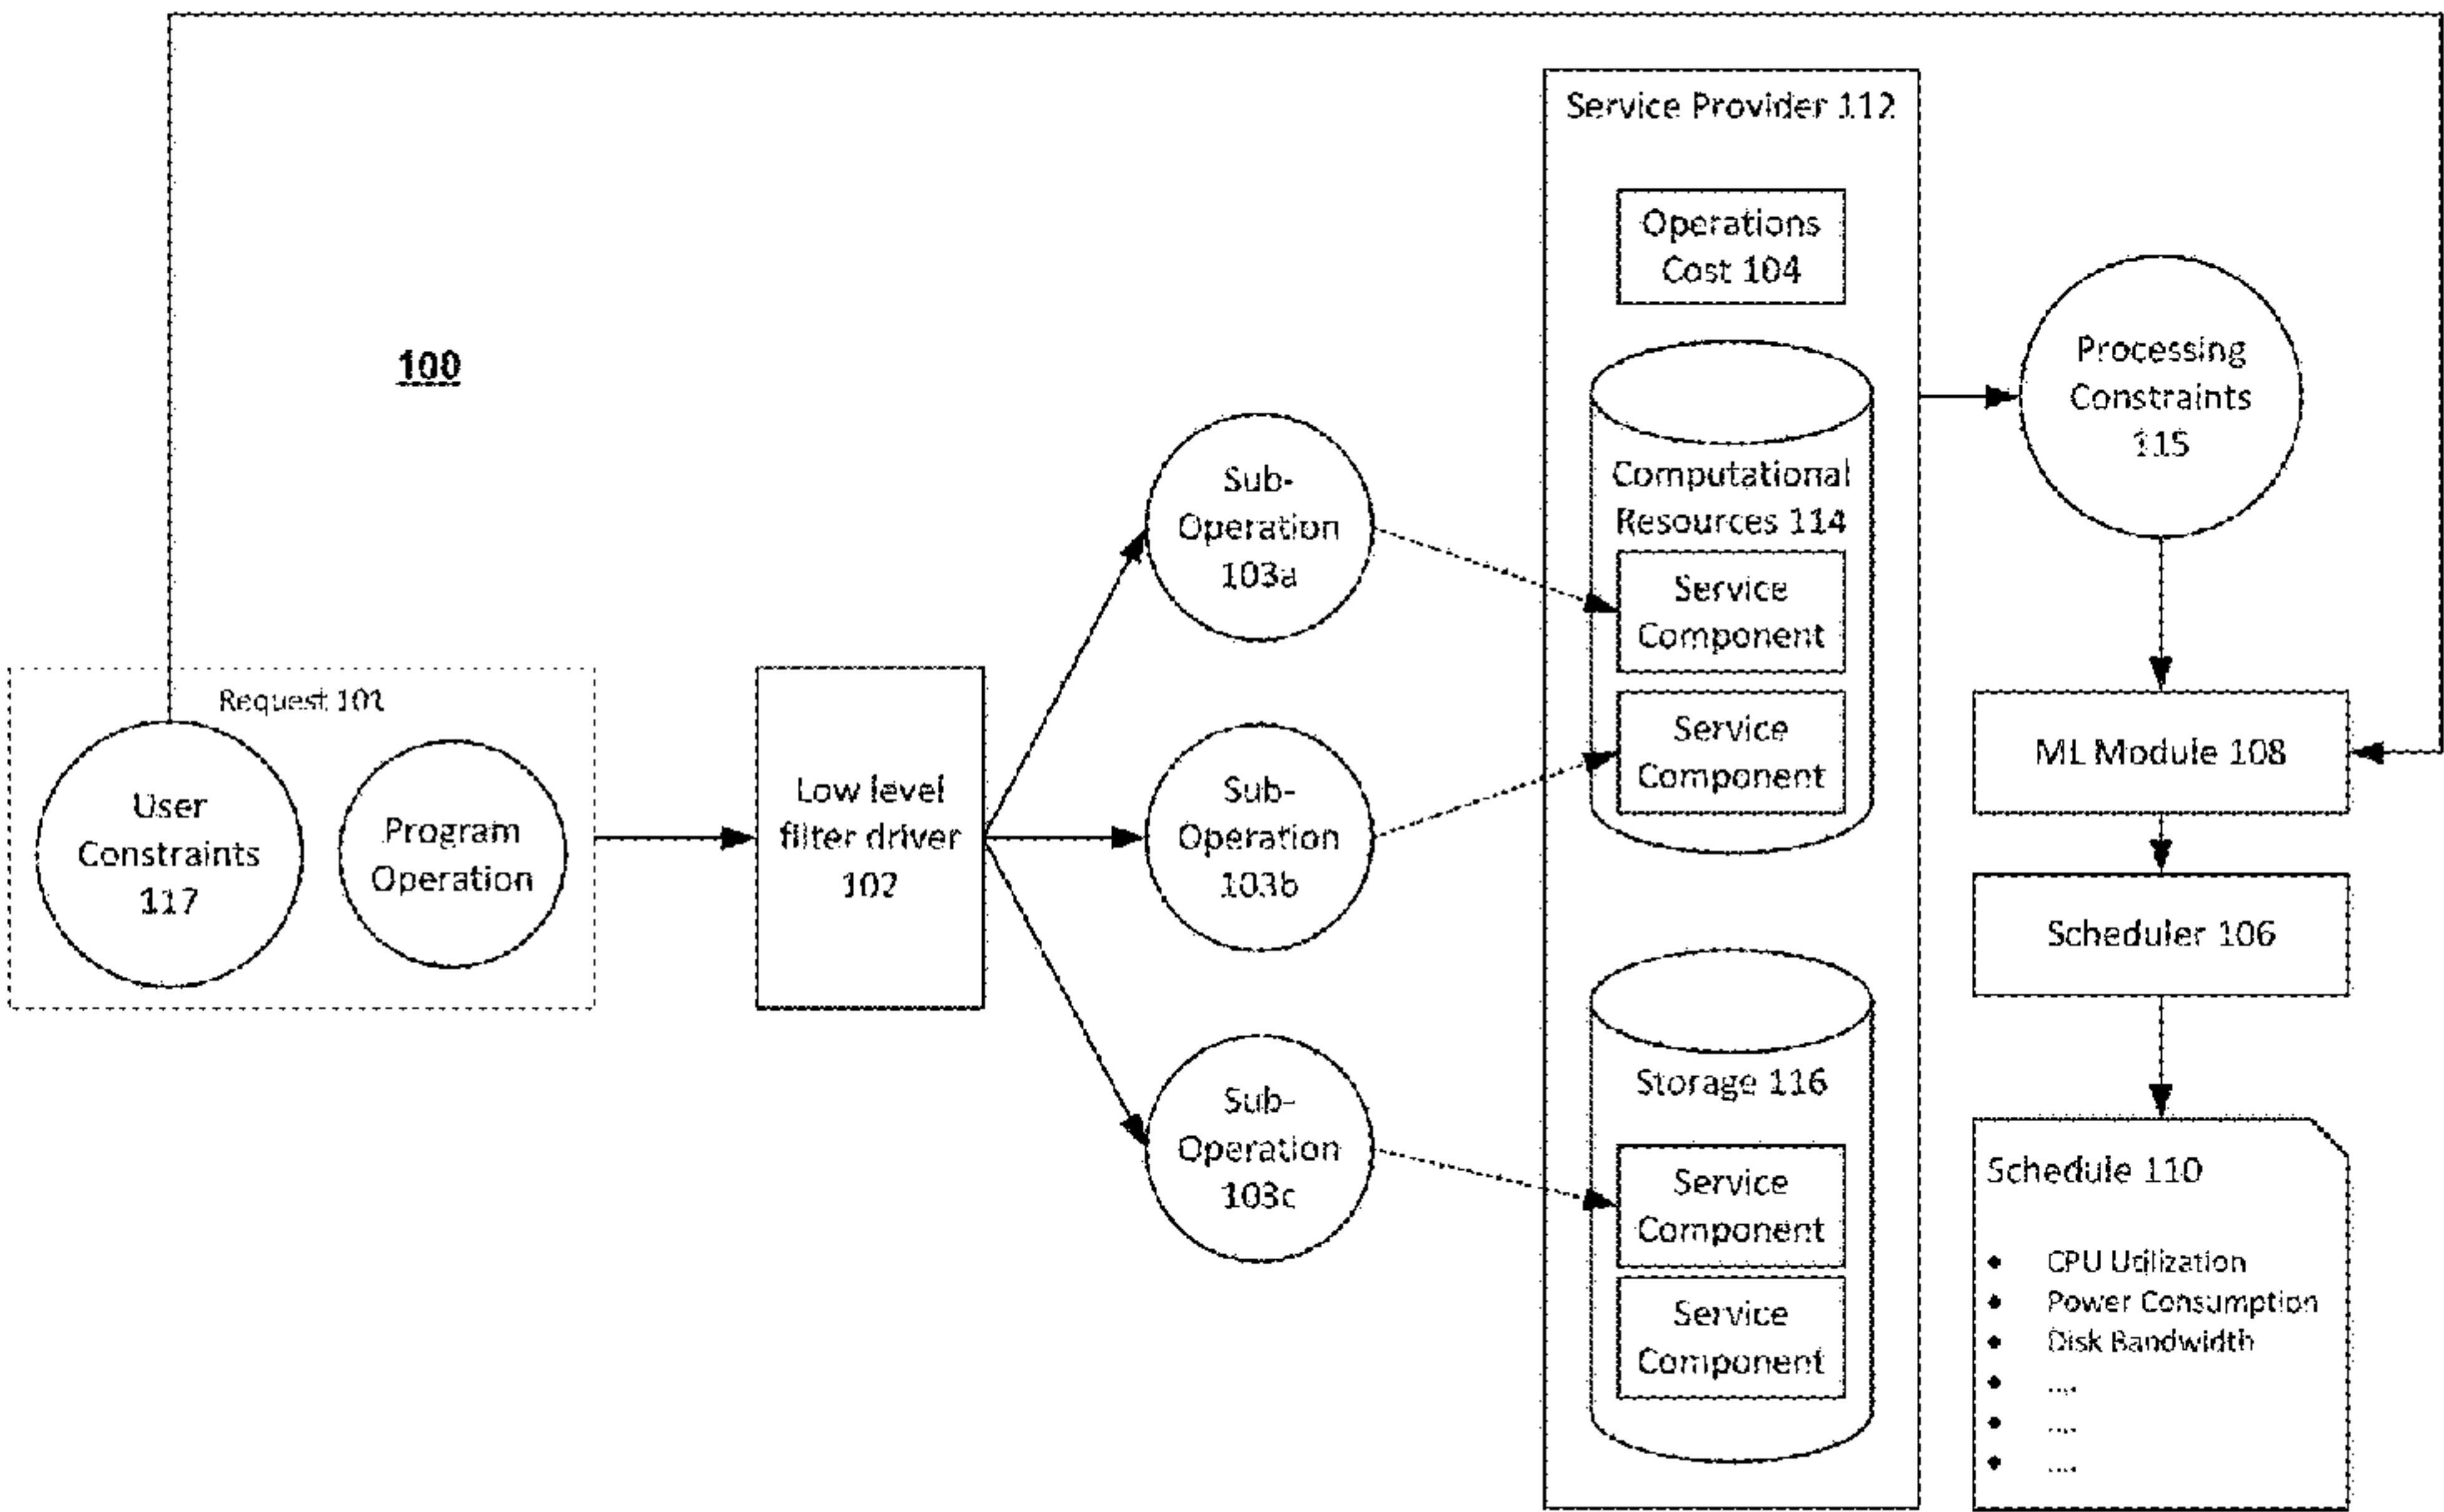 100
Request 101
User
Constraints
117
Program
Operation
Low level
filter driver
102
Sub-
Operation
103a
Sub-
Operation
103b
Sub-
Operation
103c
Service Provider 112
Operations
Cost 104
Computational
Resources 114
Service
Component
Service
Component
Storage 116
Service
Component
Service
Component
Processing
Constraints
115
ML Module 108
Scheduler 106
Schedule 110
◆ CPU Utilization
◆ Power Consumption
◆ Disk Bandwidth
◆ ....
◆ ....
◆ ....